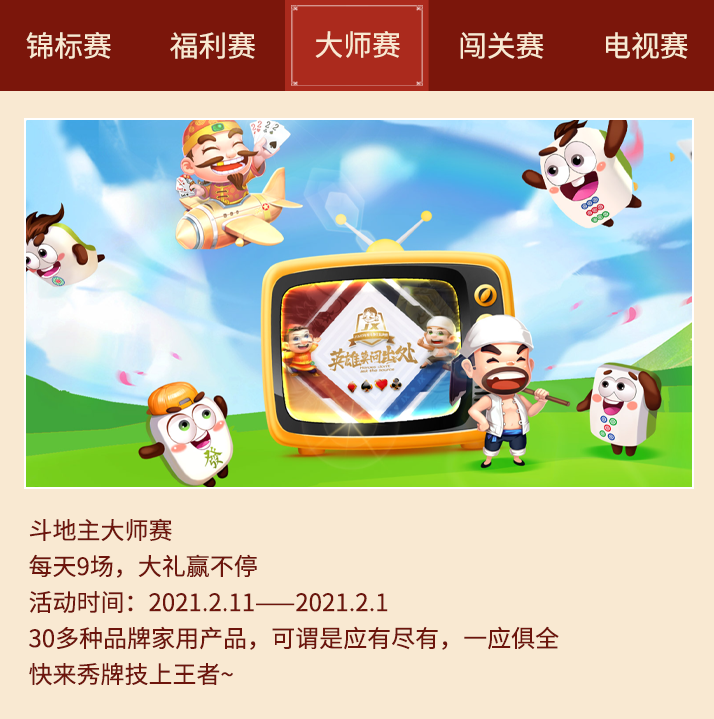 锦标赛
福利赛
大师赛
闯关赛
电视赛
英雄莫问出处
發
斗地主大师赛
每天9场，大礼赢不停
活动时间：2021.2.11——2021.2.1
30多种品牌家用产品，可谓是应有尽有，一应俱全
快来秀牌技上王者~